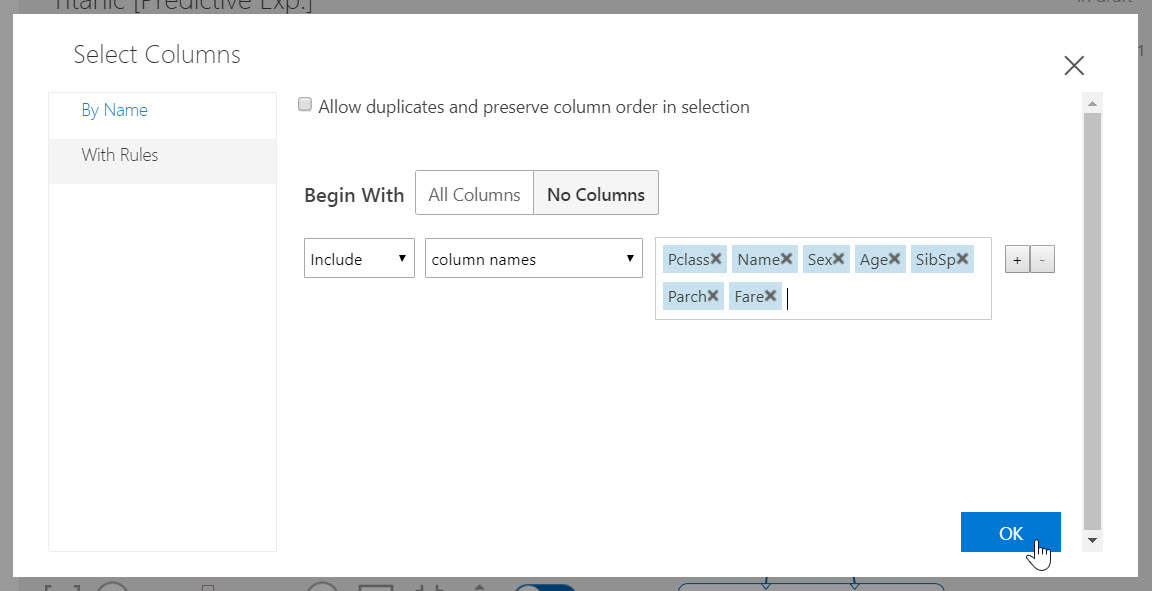 Titanic [Predictive Exp.]
In draft
Select Columns
By Name
With Rules
Allow duplicates and preserve column order in selection
Begin With All Columns No Columns
Include column names Pclass Name Sex Age SibSp + -
Parch Fare
OK